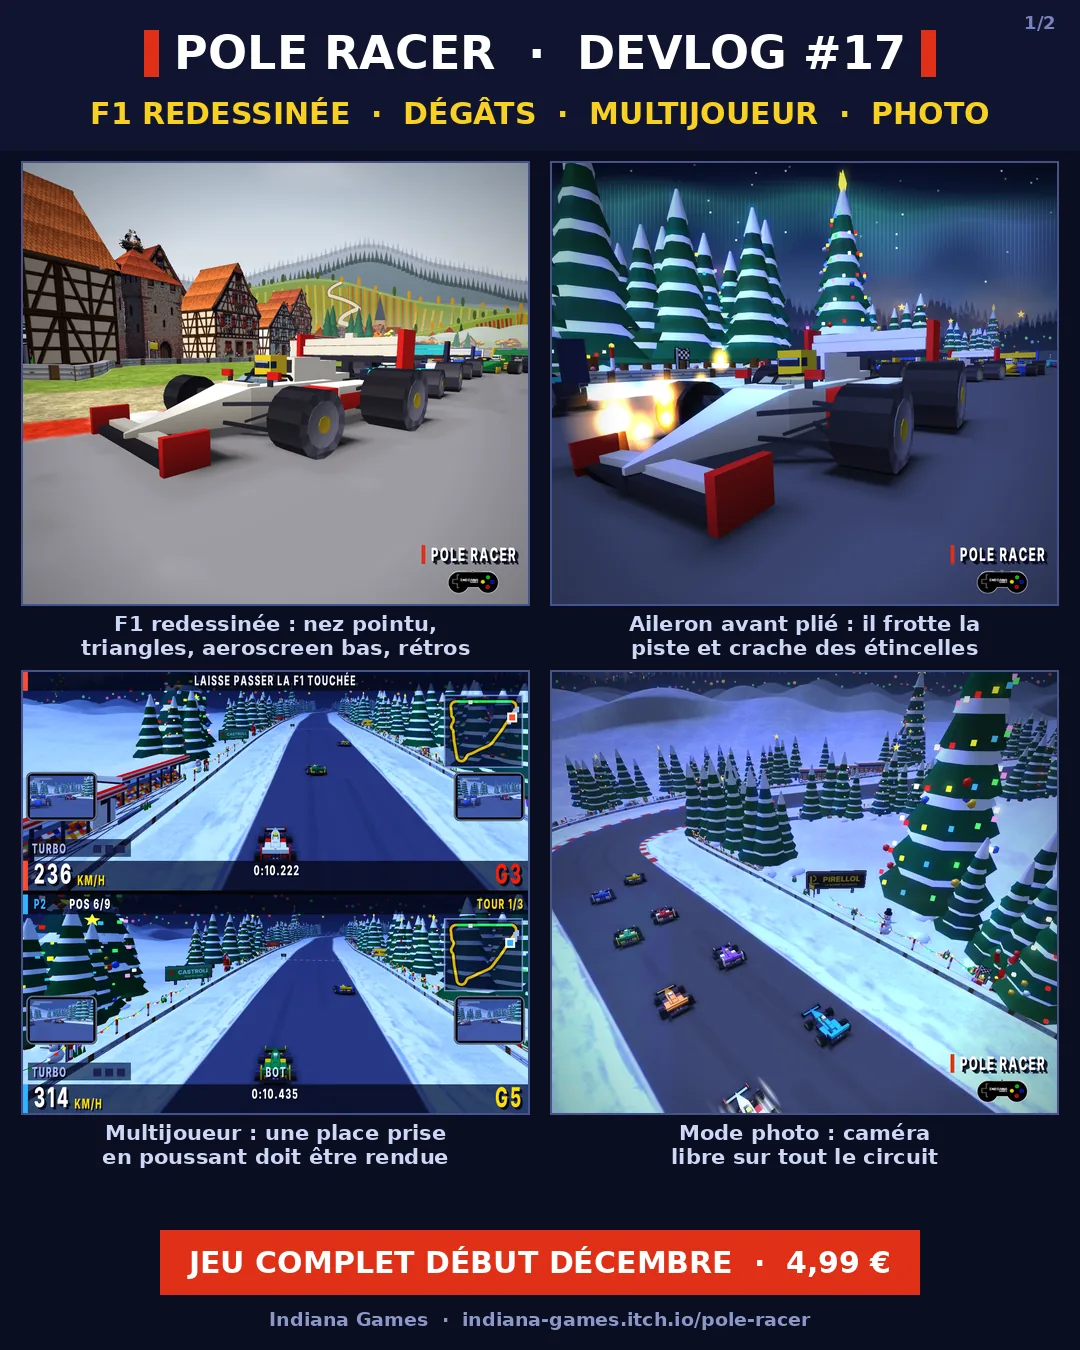 1/2
POLE RACER · DEVLOG #17
F1 REDESSINÉE · DÉGÂTS · MULTIJOUEUR · PHOTO
POLE RACER
POLE RACER
F1 redessinée : nez pointu,
triangles, aeroscreen bas, rétros
Aileron avant plié : il frotte la
piste et crache des étincelles
LAISSE PASSER LA F1 TOUCHÉE
TURBO
236 KM/H
0:10.222
G3
P2 POS 6/9
TOUR 1/3
CASTROLI
TURBO
BOT
314 KM/H
0:10.435
G5
PIRELLOL
POLE RACER
Multijoueur : une place prise
en poussant doit être rendue
Mode photo : caméra
libre sur tout le circuit
JEU COMPLET DÉBUT DÉCEMBRE · 4,99 €
Indiana Games · indiana-games.itch.io/pole-racer